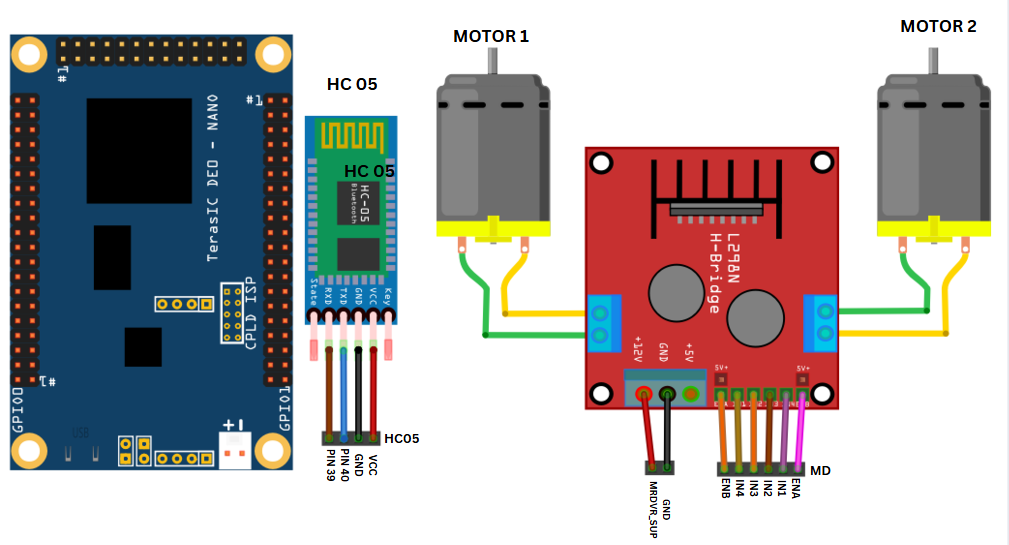 MOTOR 1
MOTOR 2
HC 05
#1
#1
TerasIC DE0 - NANO
HC 05
HC-05
Bluetooth
L298N
H-Bridge
CPLD ISP
State
RXD
TXD
GND
VCC
Key
+12V
GND
+5V
5V+
5V+
#1
GPIO0
GPIO1
USB
+-
HC05
PIN 39
PIN 40
GND
VCC
MD
MRDVR_SUP
GND
ENB
IN4
IN3
IN2
IN1
ENA